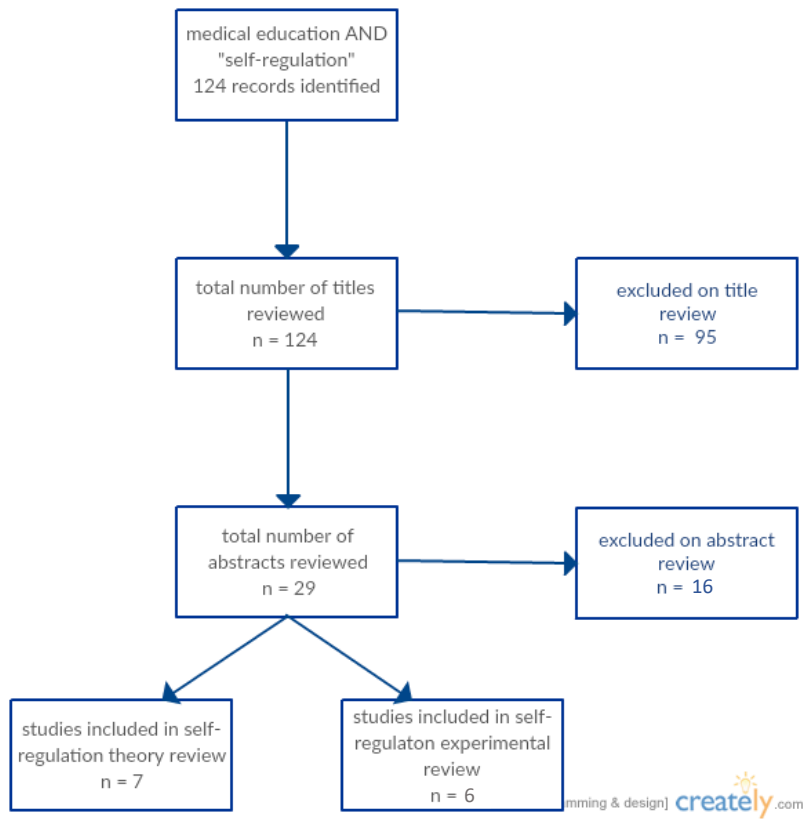 medical education AND
"self-regulation"
124 records identified
total number of titles
reviewed
n = 124
excluded on title
review
n = 95
total number of
abstracts reviewed
n = 29
excluded on abstract
review
n = 16
studies included in self-
regulation theory review
n = 7
studies included in self-
regulaton experimental
review
n = 6
mming & design] creately.com